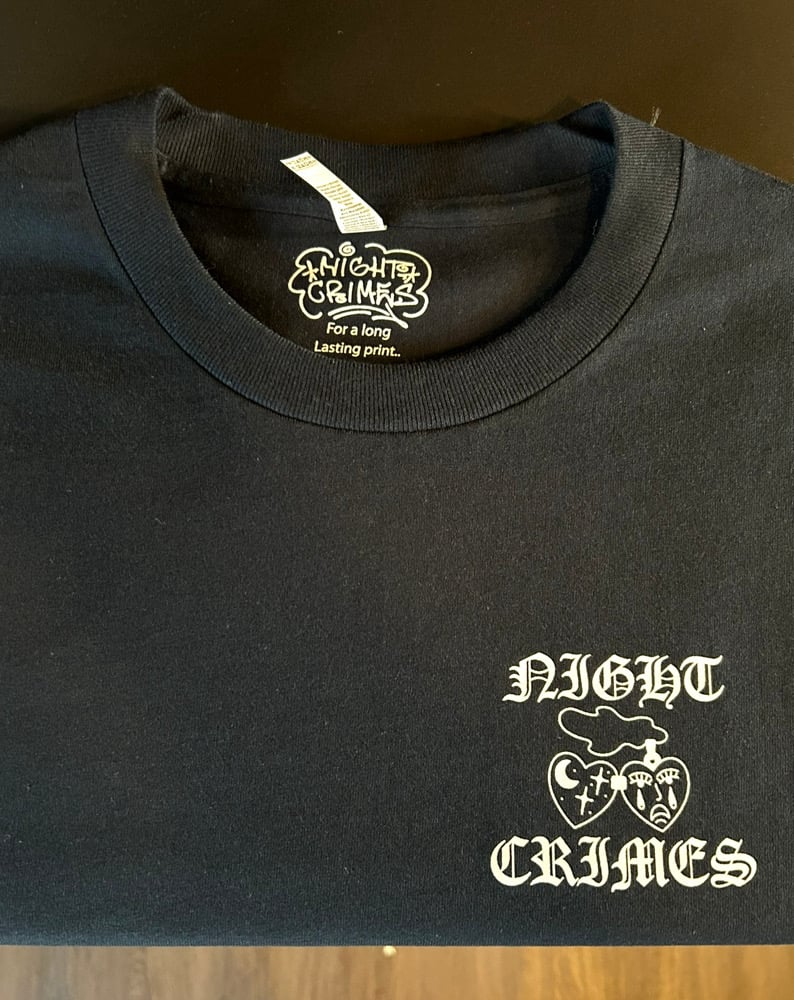 NIGHT
CRIMES
For a long
Lasting print..
NIGHT
CRIMES